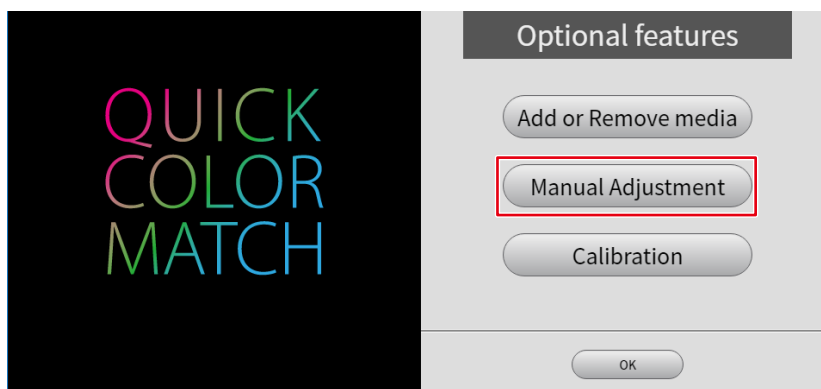 QUICK
COLOR
MATCH
Optional features
Add or Remove media
Manual Adjustment
Calibration
OK